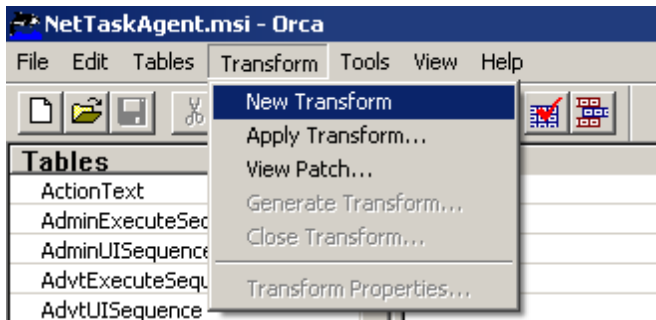 NetTaskAgent.msi - Orca
File Edit Tables Transform Tools View Help
New Transform
Apply Transform...
View Patch...
Generate Transform...
Close Transform...
Transform Properties...
Tables
ActionText
AdminExecuteSec
AdminUISequence
AdvtExecuteSequ
AdvtUISequence